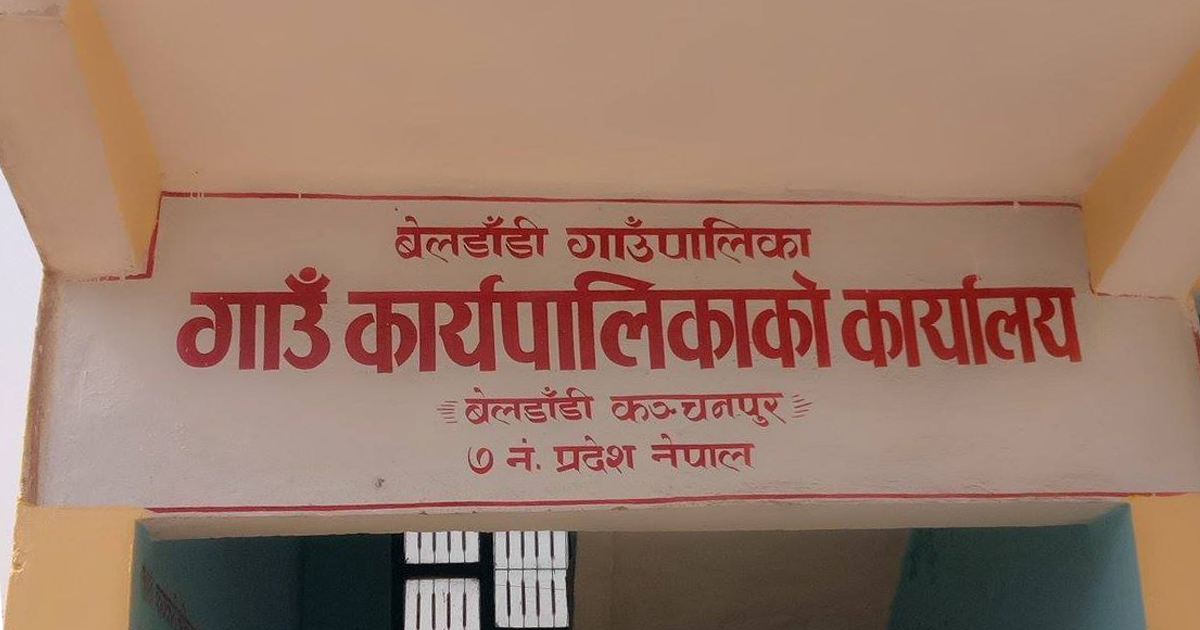 बेलडाँडी गाउँपालिका
गाउँ कार्यपालिकाको कार्यालय
बेलडाँडी कञ्चनपुर
७ नं. प्रदेश नेपाल